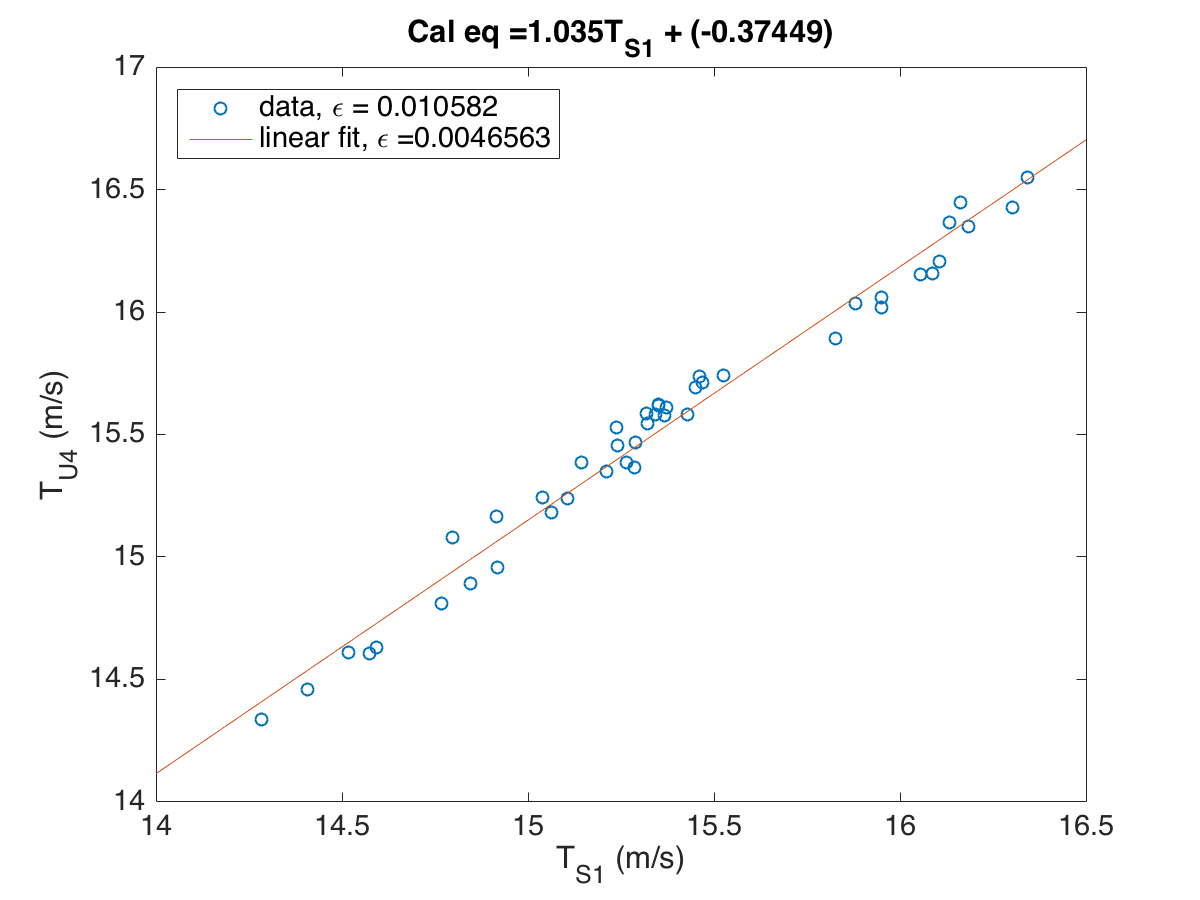 Cal eq =1.035T_S1 + (-0.37449)
17
data, ϵ = 0.010582
linear fit, ϵ =0.0046563
16.5
16
15.5
15
14.5
14
T_U4 (m/s)
14 14.5 15 15.5 16 16.5
T_S1 (m/s)